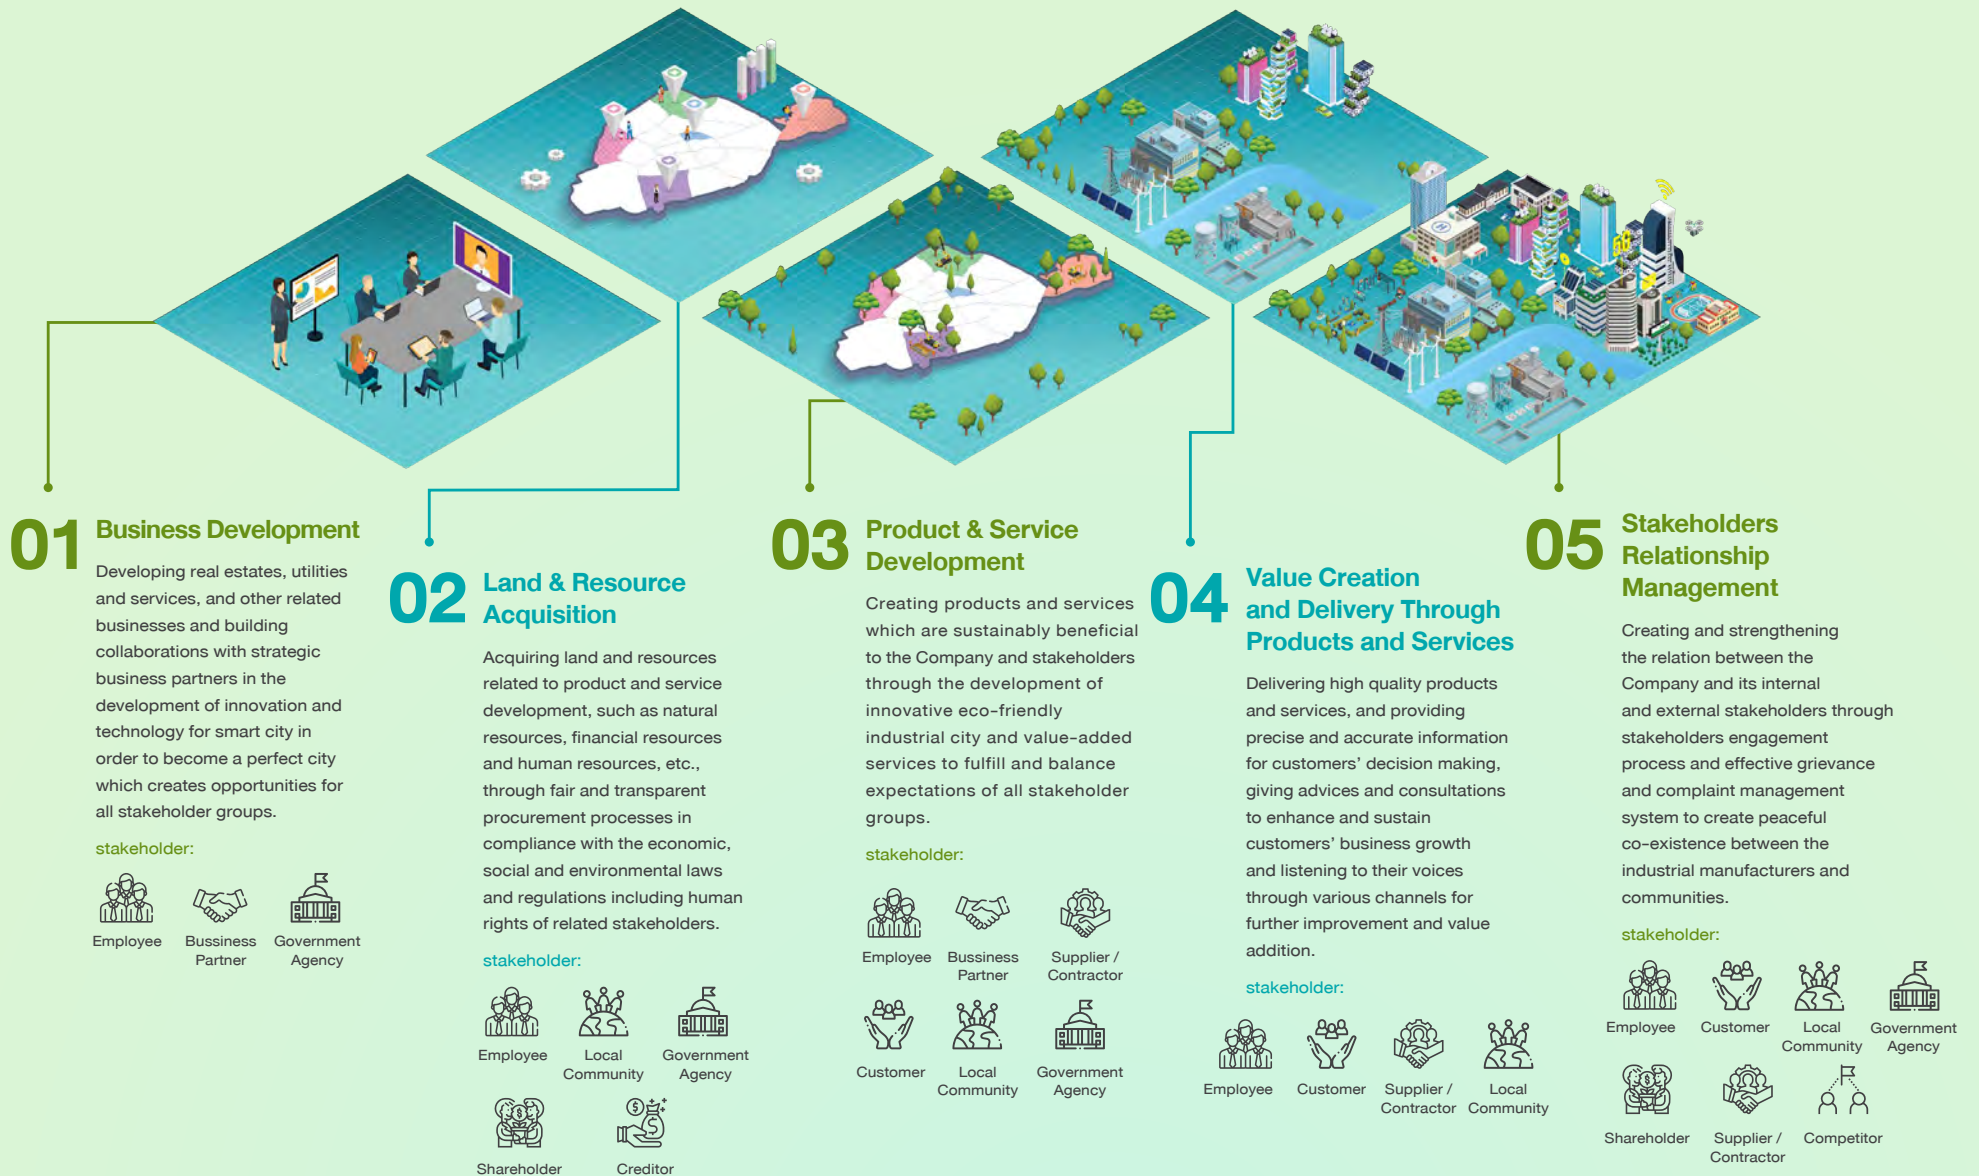 01
Business Development
Developing real estates, utilities
and services, and other related
businesses and building
collaborations with strategic
business partners in the
development of innovation and
technology for smart city in
order to become a perfect city
which creates opportunities for
all stakeholder groups.
stakeholder:
Employee
Bussiness
Partner
Government
Agency
02
Land & Resource
Acquisition
Acquiring land and resources
related to product and service
development, such as natural
resources, financial resources
and human resources, etc.,
through fair and transparent
procurement processes in
compliance with the economic,
social and environmental laws
and regulations including human
rights of related stakeholders.
stakeholder:
Employee
Local
Community
Government
Agency
Shareholder
Creditor
03
Product & Service
Development
Creating products and services
which are sustainably beneficial
to the Company and stakeholders
through the development of
innovative eco-friendly
industrial city and value-added
services to fulfill and balance
expectations of all stakeholder
groups.
stakeholder:
Employee
Bussiness
Partner
Supplier /
Contractor
Customer
Local
Community
Government
Agency
04
Value Creation
and Delivery Through
Products and Services
Delivering high quality products
and services, and providing
precise and accurate information
for customers’ decision making,
giving advices and consultations
to enhance and sustain
customers’ business growth
and listening to their voices
through various channels for
further improvement and value
addition.
stakeholder:
Employee
Customer
Supplier /
Contractor
Local
Community
05
Stakeholders
Relationship
Management
Creating and strengthening
the relation between the
Company and its internal
and external stakeholders through
stakeholders engagement
process and effective grievance
and complaint management
system to create peaceful
co-existence between the
industrial manufacturers and
communities.
stakeholder:
Employee
Customer
Local
Community
Government
Agency
Shareholder
Supplier /
Contractor
Competitor